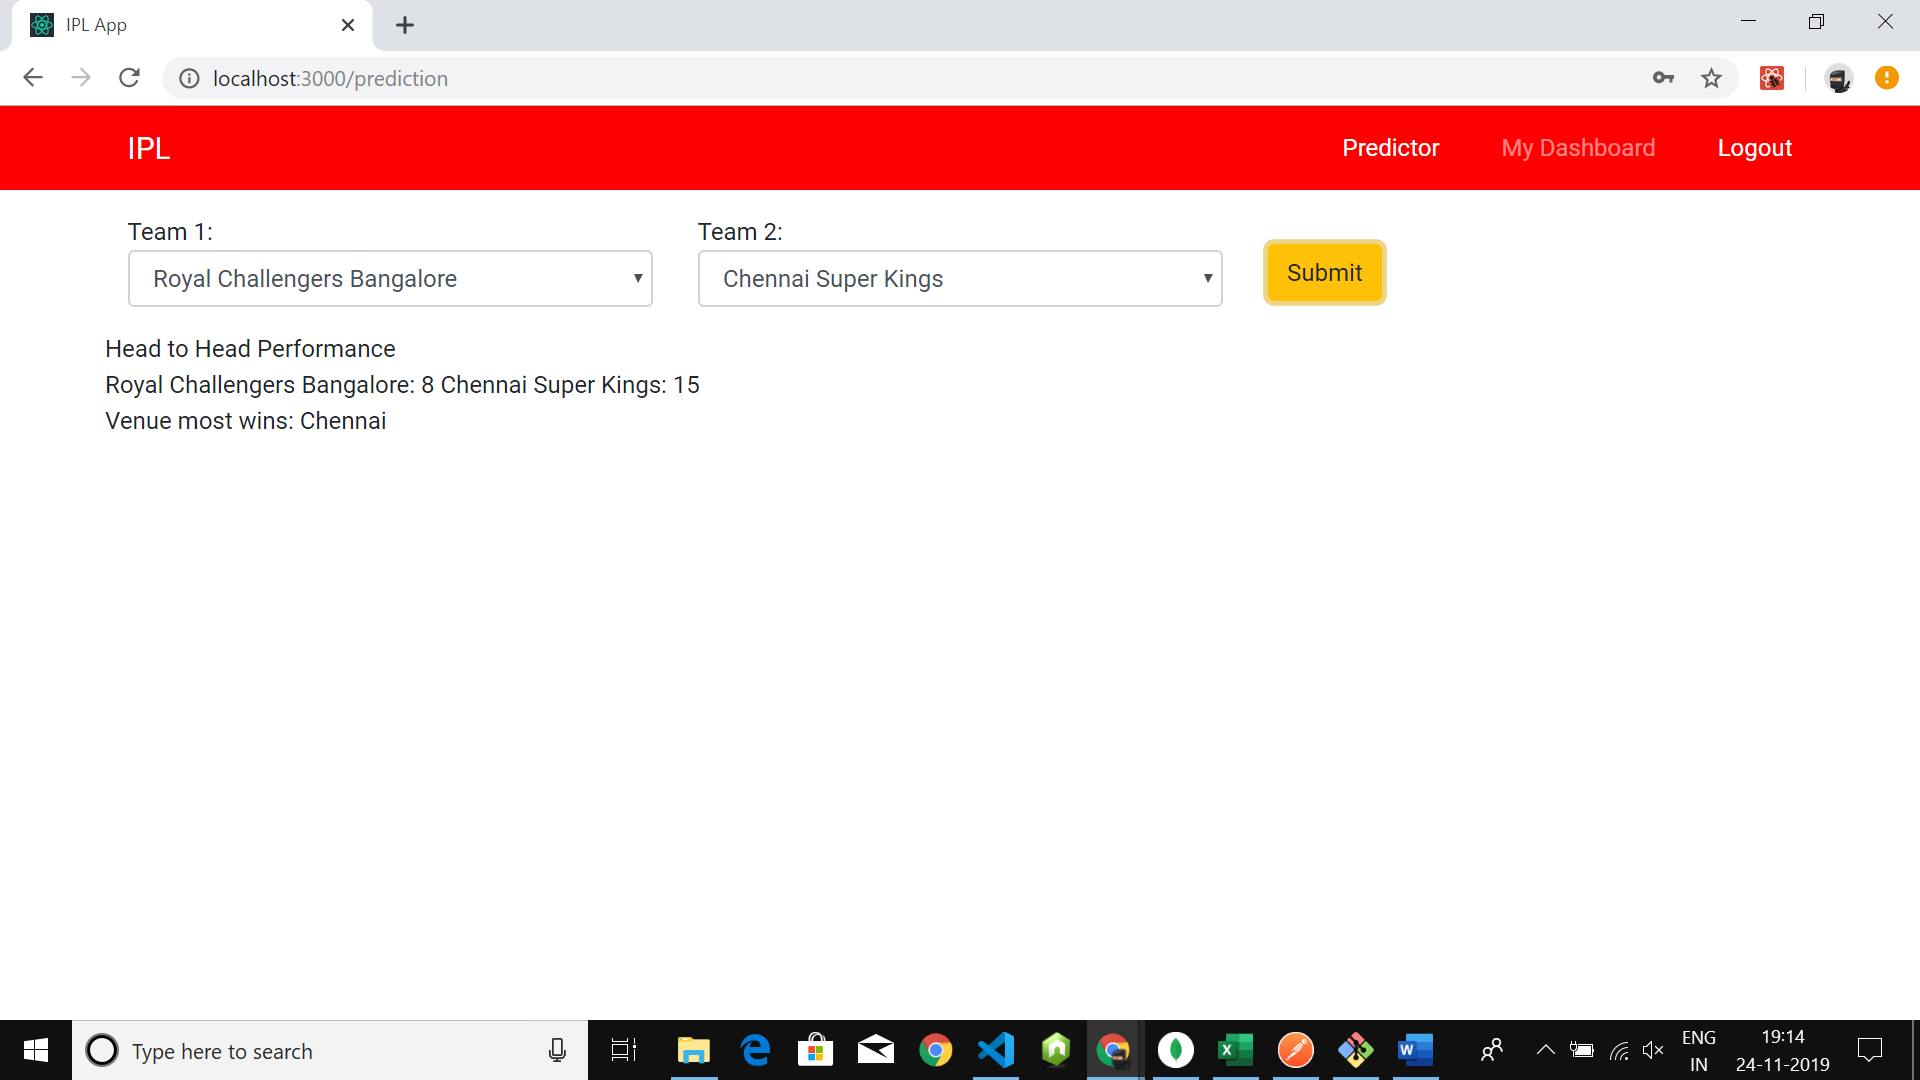 IPL App
localhost:3000/prediction
IPL
Predictor
My Dashboard
Logout
Team 1:
Team 2:
Royal Challengers Bangalore
Chennai Super Kings
Submit
Head to Head Performance
Royal Challengers Bangalore: 8 Chennai Super Kings: 15
Venue most wins: Chennai
Type here to search
ENG
IN
19:14
24-11-2019